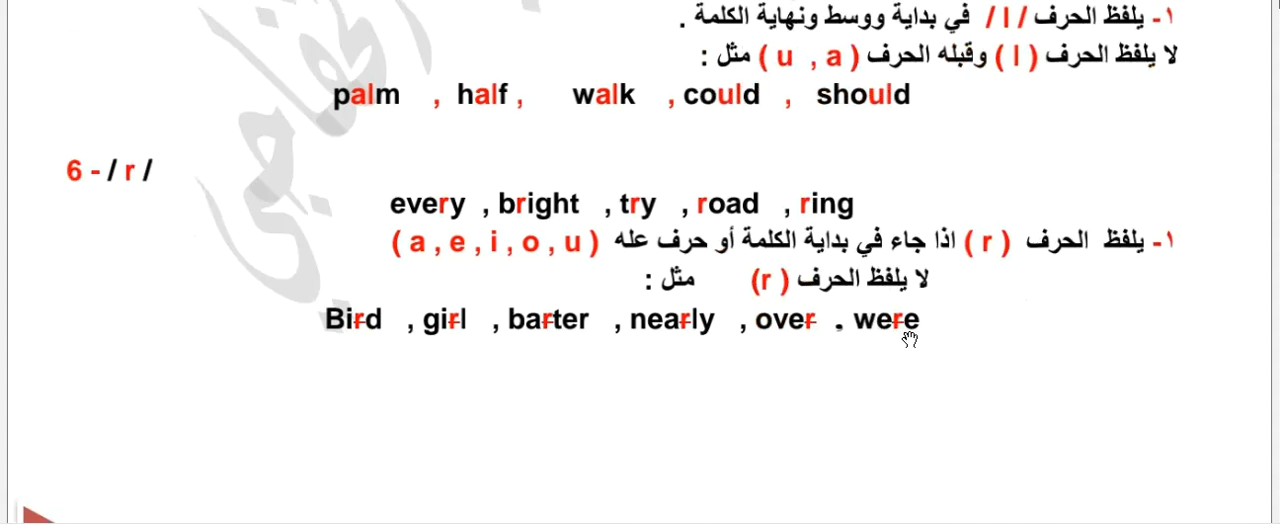 ١- يلفظ الحرف / l / في بداية ووسط ونهاية الكلمة .
لا يلفظ الحرف ( l ) وقبله الحرف ( u , a ) مثل :
palm , half , walk , could , should
6 - / r /
every , bright , try , road , ring
١- يلفظ الحرف ( r ) اذا جاء في بداية الكلمة أو حرف عله ( a , e , i , o , u )
لا يلفظ الحرف ( r ) مثل :
Bird , girl , barter , nearly , over , were